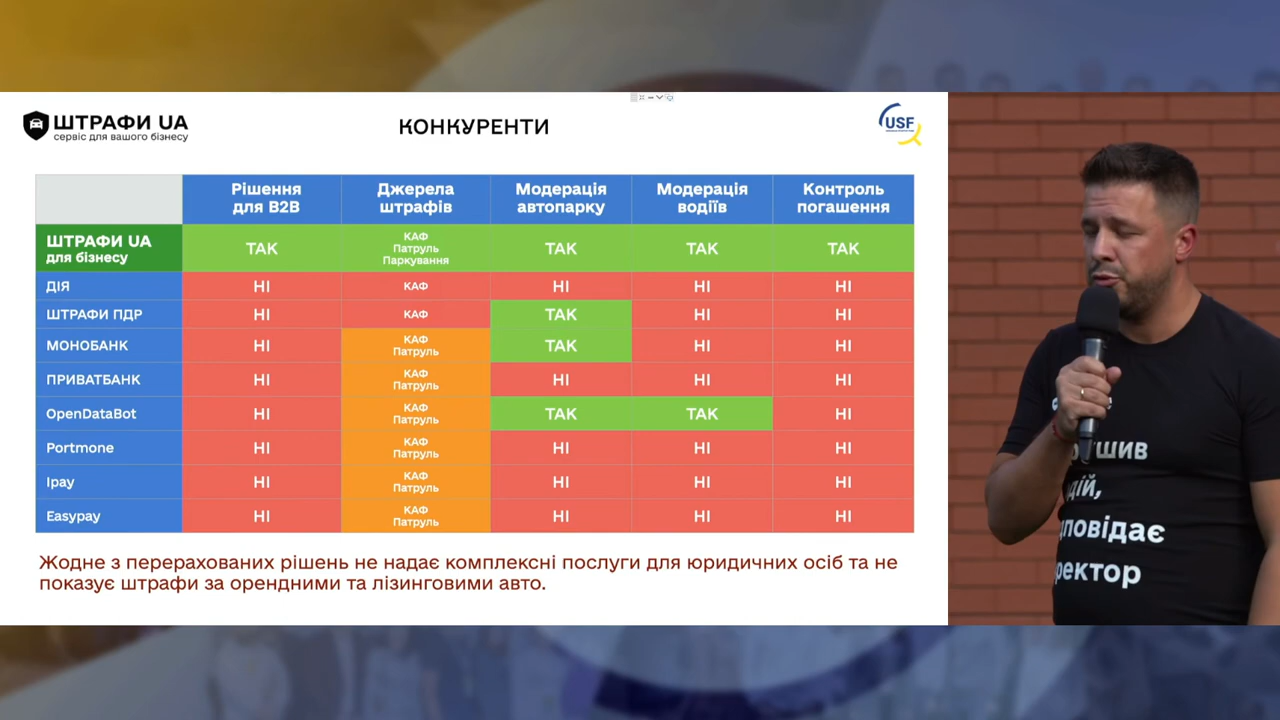 ШТРАФИ UA
сервіс для вашого бізнесу
КОНКУРЕНТИ
USF
Рішення для B2B
Джерела штрафів
Модерація автопарку
Модерація водіїв
Контроль погашення
ШТРАФИ UA для бізнесу
ТАК
КАФ Патруль Паркування
ТАК
ТАК
ТАК
ДІЯ
НІ
КАФ
НІ
НІ
НІ
ШТРАФИ ПДР
НІ
КАФ
ТАК
НІ
НІ
МОНОБАНК
НІ
КАФ Патруль
ТАК
НІ
НІ
ПРИВАТБАНК
НІ
КАФ Патруль
НІ
НІ
НІ
OpenDataBot
НІ
КАФ Патруль
ТАК
ТАК
НІ
Portmone
НІ
КАФ Патруль
НІ
НІ
НІ
Ipay
НІ
КАФ Патруль
НІ
НІ
НІ
Easypay
НІ
КАФ Патруль
НІ
НІ
НІ
Жодне з перерахованих рішень не надає комплексні послуги для юридичних осіб та не
показує штрафи за орендними та лізинговими авто.